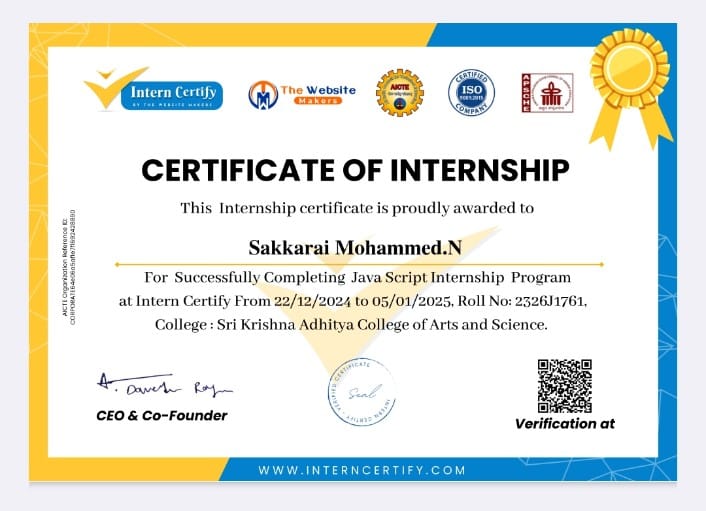 Intern Certify
BY THE WEBSITE MAKERS
The Website
Makers
AICTE
CERTIFIED
ISO
9001:2015
COMPANY
APSCHE
CERTIFICATE OF INTERNSHIP
This Internship certificate is proudly awarded to
Sakkarai Mohammed.N
For Successfully Completing Java Script Internship Program
at Intern Certify From 22/12/2024 to 05/01/2025, Roll No: 2326J1761,
College : Sri Krishna Adhitya College of Arts and Science.
AICTE Organization Reference ID:
CEO & Co-Founder
VERIFIED CERTIFICATE
Seal
INTERN CERTIFY
Verification at
WWW.INTERNCERTIFY.COM